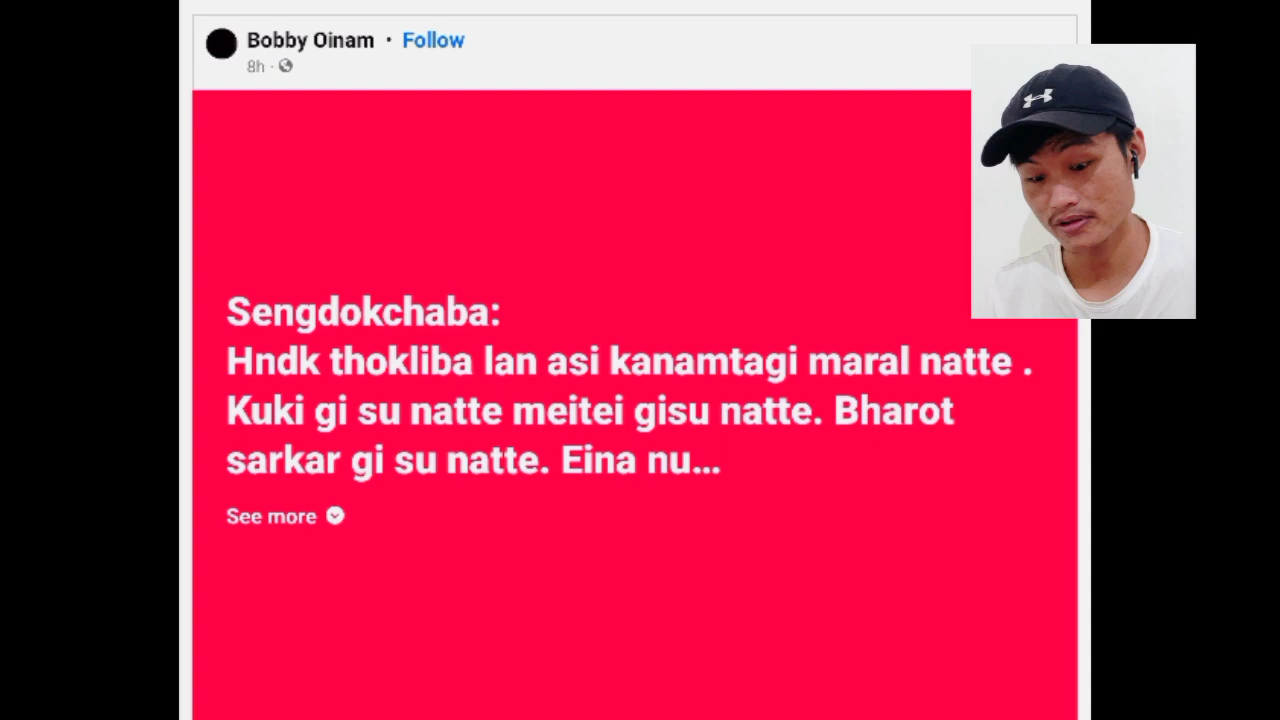 Bobby Oinam · Follow
8h ·
Sengdokchaba:
Hndk thokliba lan asi kanamtagi maral natte .
Kuki gi su natte meitei gisu natte. Bharot
sarkar gi su natte. Eina nu...
See more